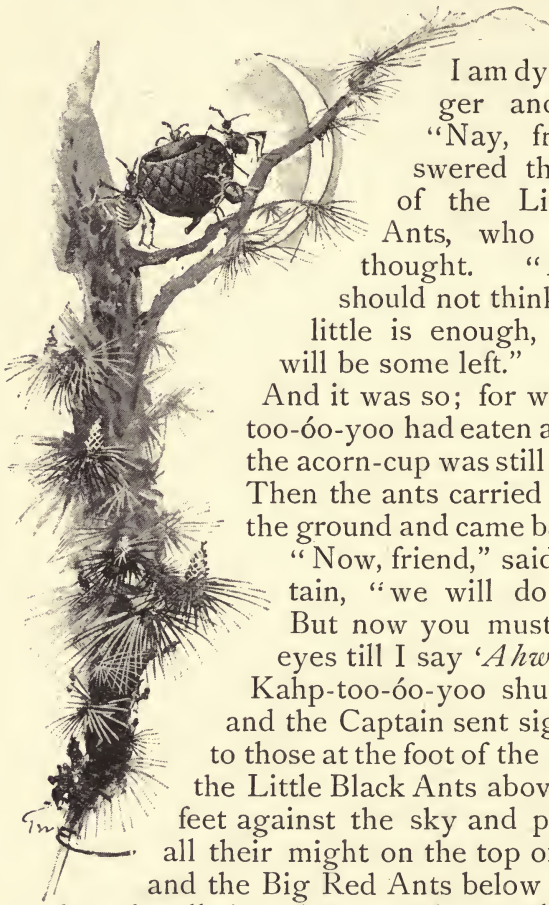 I am dy
ger and
“Nay, fr
swered th
of the Li
Ants, who
thought. “
should not think
little is enough,
will be some left.”
And it was so; for w
too-óo-yoo had eaten a
the acorn-cup was still
Then the ants carried
the ground and came b
“Now, friend,” said
tain, “we will do
But now you must
eyes till I say ‘Ahw
Kahp-too-óo-yoo shu
and the Captain sent sig
to those at the foot of the
the Little Black Ants abov
feet against the sky and p
all their might on the top o
and the Big Red Ants below